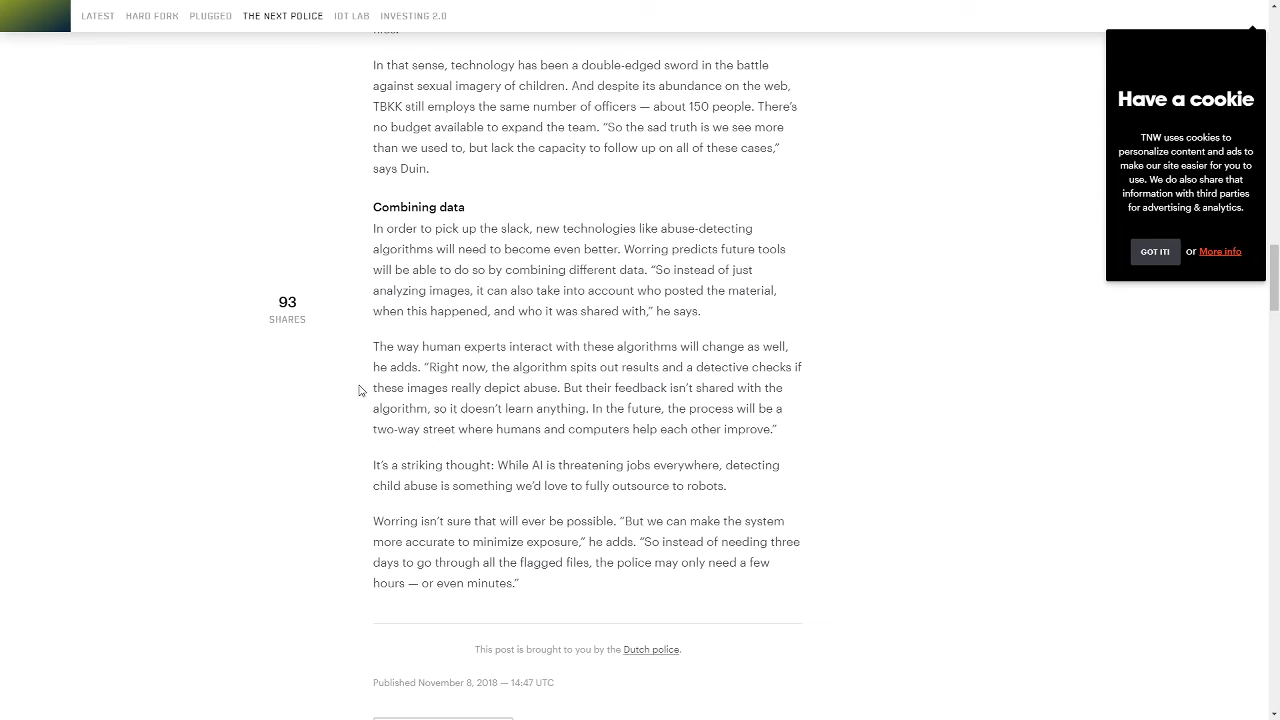 LATEST HARD FORK PLUGGED THE NEXT POLICE IOT LAB INVESTING 2.0
In that sense, technology has been a double-edged sword in the battle
against sexual imagery of children. And despite its abundance on the web,
TBKK still employs the same number of officers — about 150 people. There’s
no budget available to expand the team. “So the sad truth is we see more
than we used to, but lack the capacity to follow up on all of these cases,”
says Duin.
Combining data
In order to pick up the slack, new technologies like abuse-detecting
algorithms will need to become even better. Worring predicts future tools
will be able to do so by combining different data. “So instead of just
analyzing images, it can also take into account who posted the material,
when this happened, and who it was shared with,” he says.
93
SHARES
The way human experts interact with these algorithms will change as well,
he adds. “Right now, the algorithm spits out results and a detective checks if
these images really depict abuse. But their feedback isn’t shared with the
algorithm, so it doesn’t learn anything. In the future, the process will be a
two-way street where humans and computers help each other improve.”
It’s a striking thought: While AI is threatening jobs everywhere, detecting
child abuse is something we’d love to fully outsource to robots.
Worring isn’t sure that will ever be possible. “But we can make the system
more accurate to minimize exposure,” he adds. “So instead of needing three
days to go through all the flagged files, the police may only need a few
hours — or even minutes.”
This post is brought to you by the Dutch police.
Published November 8, 2018 — 14:47 UTC
Have a cookie
TNW uses cookies to
personalize content and ads to
make our site easier for you to
use. We do also share that
information with third parties
for advertising & analytics.
GOT IT! or More info